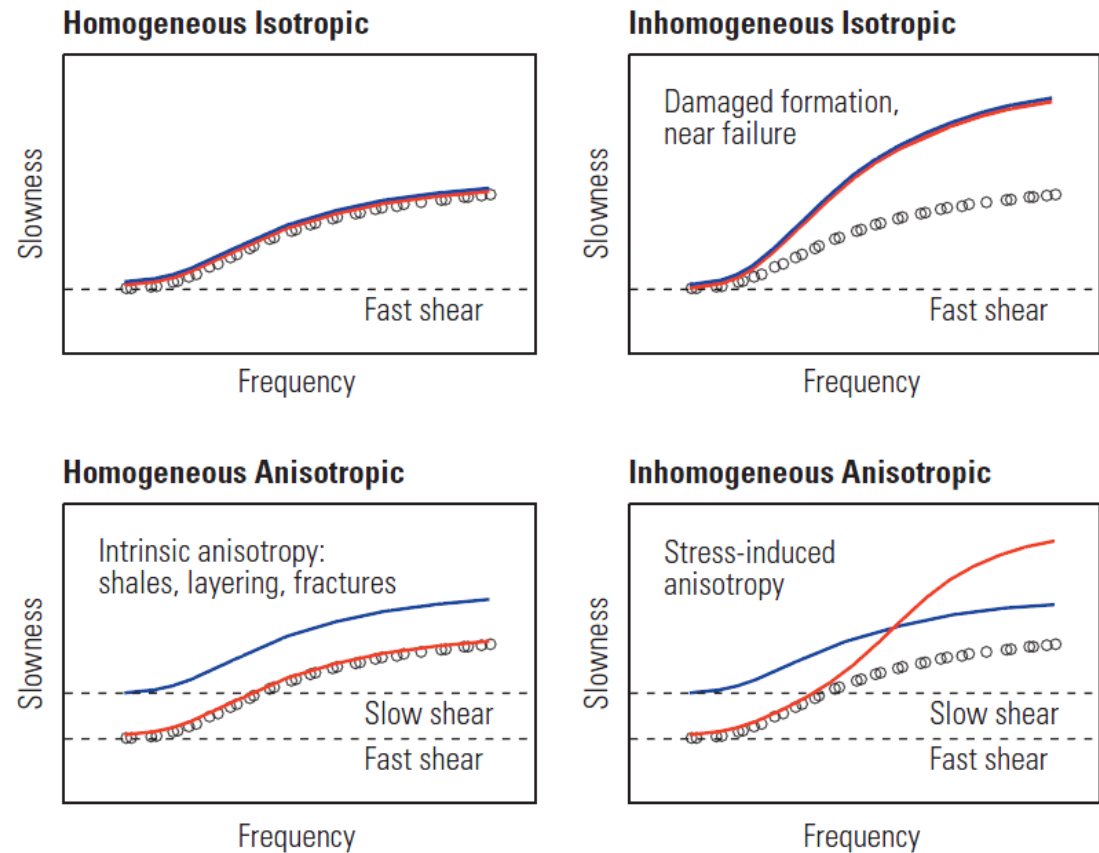 Homogeneous Isotropic
Slowness
Fast shear
Frequency
Inhomogeneous Isotropic
Damaged formation,
near failure
Slowness
Fast shear
Frequency
Homogeneous Anisotropic
Intrinsic anisotropy:
shales, layering, fractures
Slowness
Slow shear
Fast shear
Frequency
Inhomogeneous Anisotropic
Stress-induced
anisotropy
Slowness
Slow shear
Fast shear
Frequency